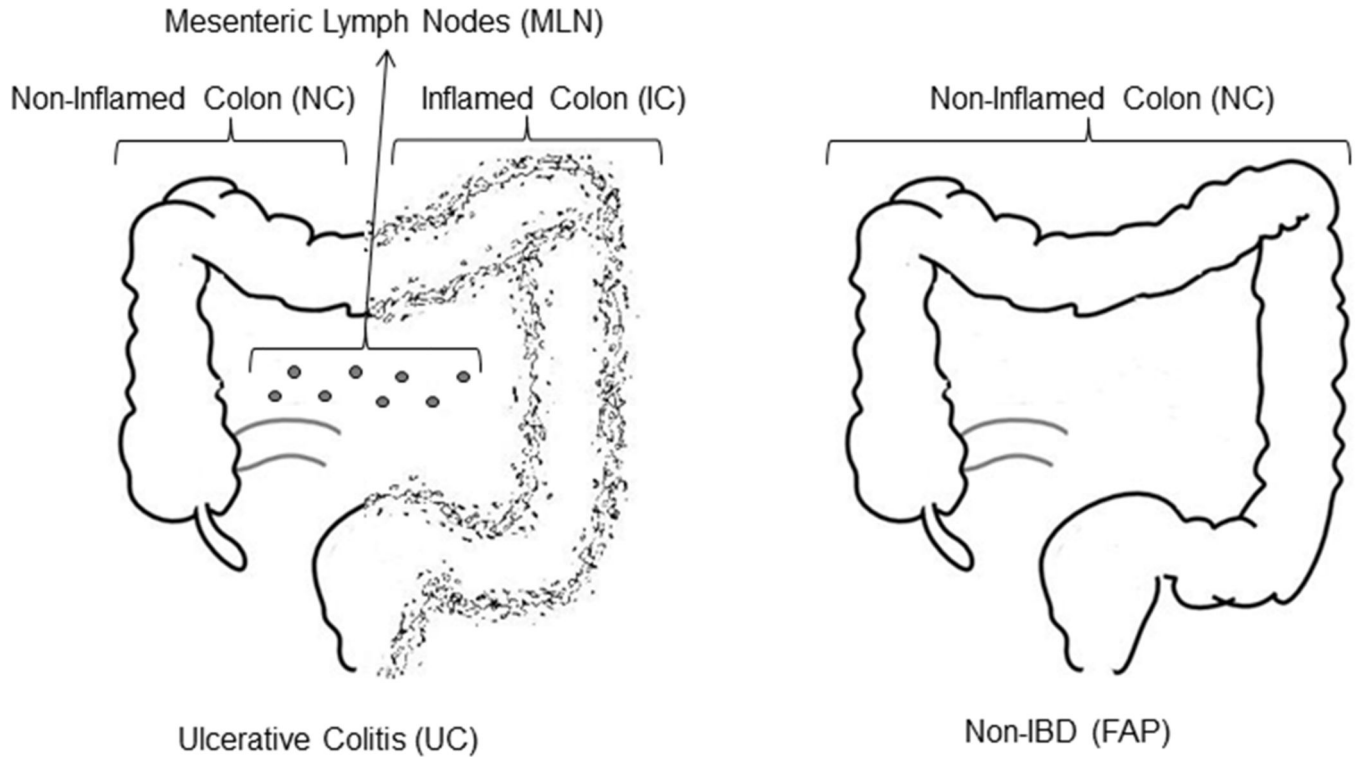 Mesenteric Lymph Nodes (MLN)
Non-Inflamed Colon (NC)
Inflamed Colon (IC)
Non-Inflamed Colon (NC)
Ulcerative Colitis (UC)
Non-IBD (FAP)